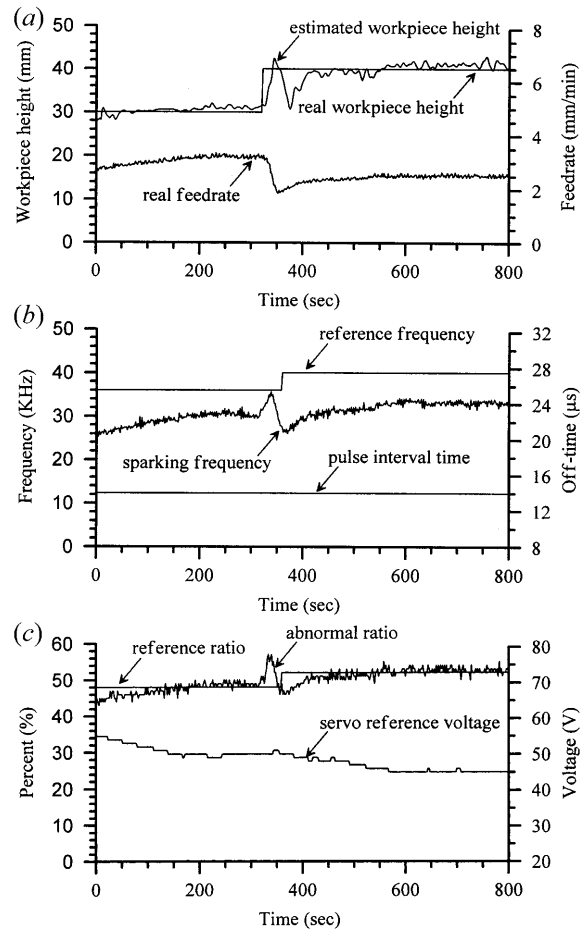 (a)
50
40
30
20
10
0
Workpiece height (mm)
estimated workpiece height
real workpiece height
real feedrate
8
6
4
2
0
Feedrate (mm/min)
0 200 400 600 800
Time (sec)
(b)
50
40
30
20
10
0
Frequency (KHz)
reference frequency
sparking frequency
pulse interval time
32
28
24
20
16
12
8
Off-time (μs)
0 200 400 600 800
Time (sec)
(c)
60
50
40
30
20
10
0
Percent (%)
reference ratio
abnormal ratio
servo reference voltage
80
70
60
50
40
30
20
Voltage (V)
0 200 400 600 800
Time (sec)